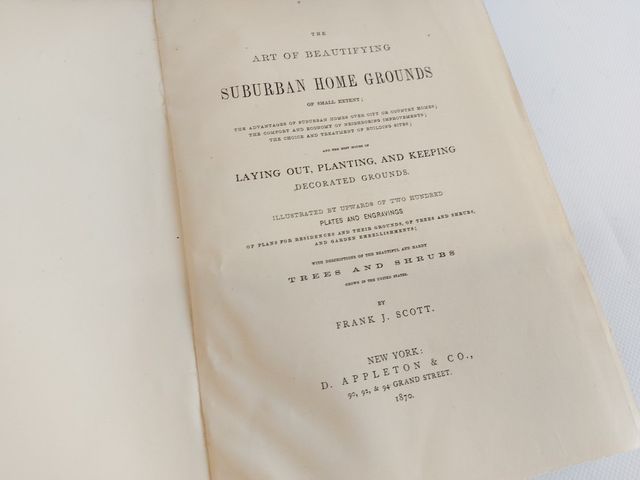 THE
ART OF BEAUTIFYING
SUBURBAN HOME GROUNDS
OF SMALL EXTENT;
THE ADVANTAGES OF SUBURBAN HOMES OVER CITY OR COUNTRY HOMES;
THE COMFORT AND ECONOMY OF NEIGHBORING IMPROVEMENTS;
THE CHOICE AND TREATMENT OF BUILDING SITES;
AND THE BEST MODES OF
LAYING OUT, PLANTING, AND KEEPING
DECORATED GROUNDS.
ILLUSTRATED BY UPWARDS OF TWO HUNDRED
PLATES AND ENGRAVINGS
OF PLANS FOR RESIDENCES AND THEIR GROUNDS, OF TREES AND SHRUBS,
AND GARDEN EMBELLISHMENTS;
WITH DESCRIPTIONS OF THE BEAUTIFUL AND HARDY
TREES AND SHRUBS
GROWN IN THE UNITED STATES.
BY
FRANK J. SCOTT.
NEW YORK:
D. APPLETON & CO.,
90, 92, & 94 GRAND STREET.
1870.